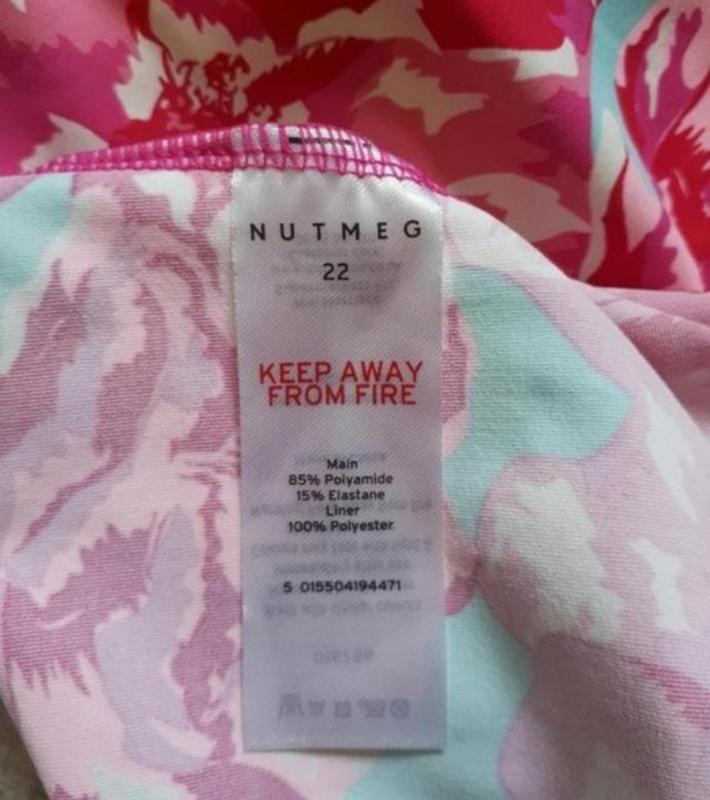 NUTMEG
22
KEEP AWAY
FROM FIRE
Main
85% Polyamide
15% Elastane
Liner
100% Polyester
5 015504194471